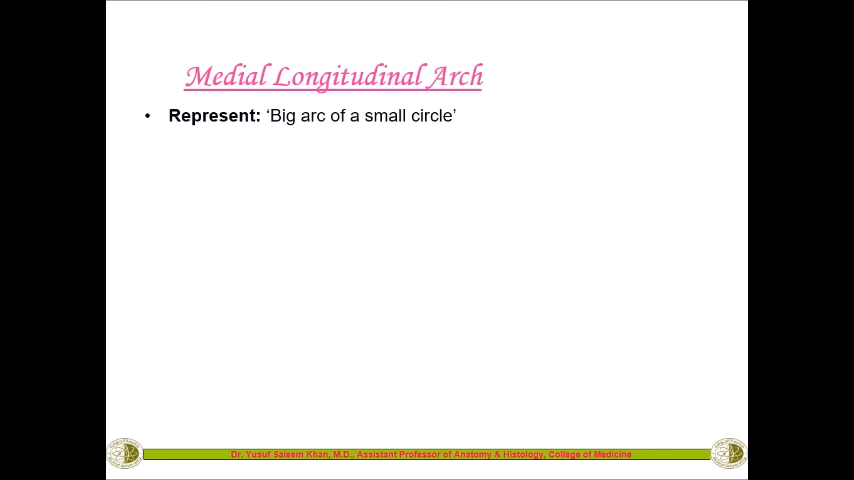 Medial Longitudinal Arch
• Represent: ‘Big arc of a small circle’
Dr. Yusuf Saleem Khan, M.D., Assistant Professor of Anatomy & Histology, College of Medicine